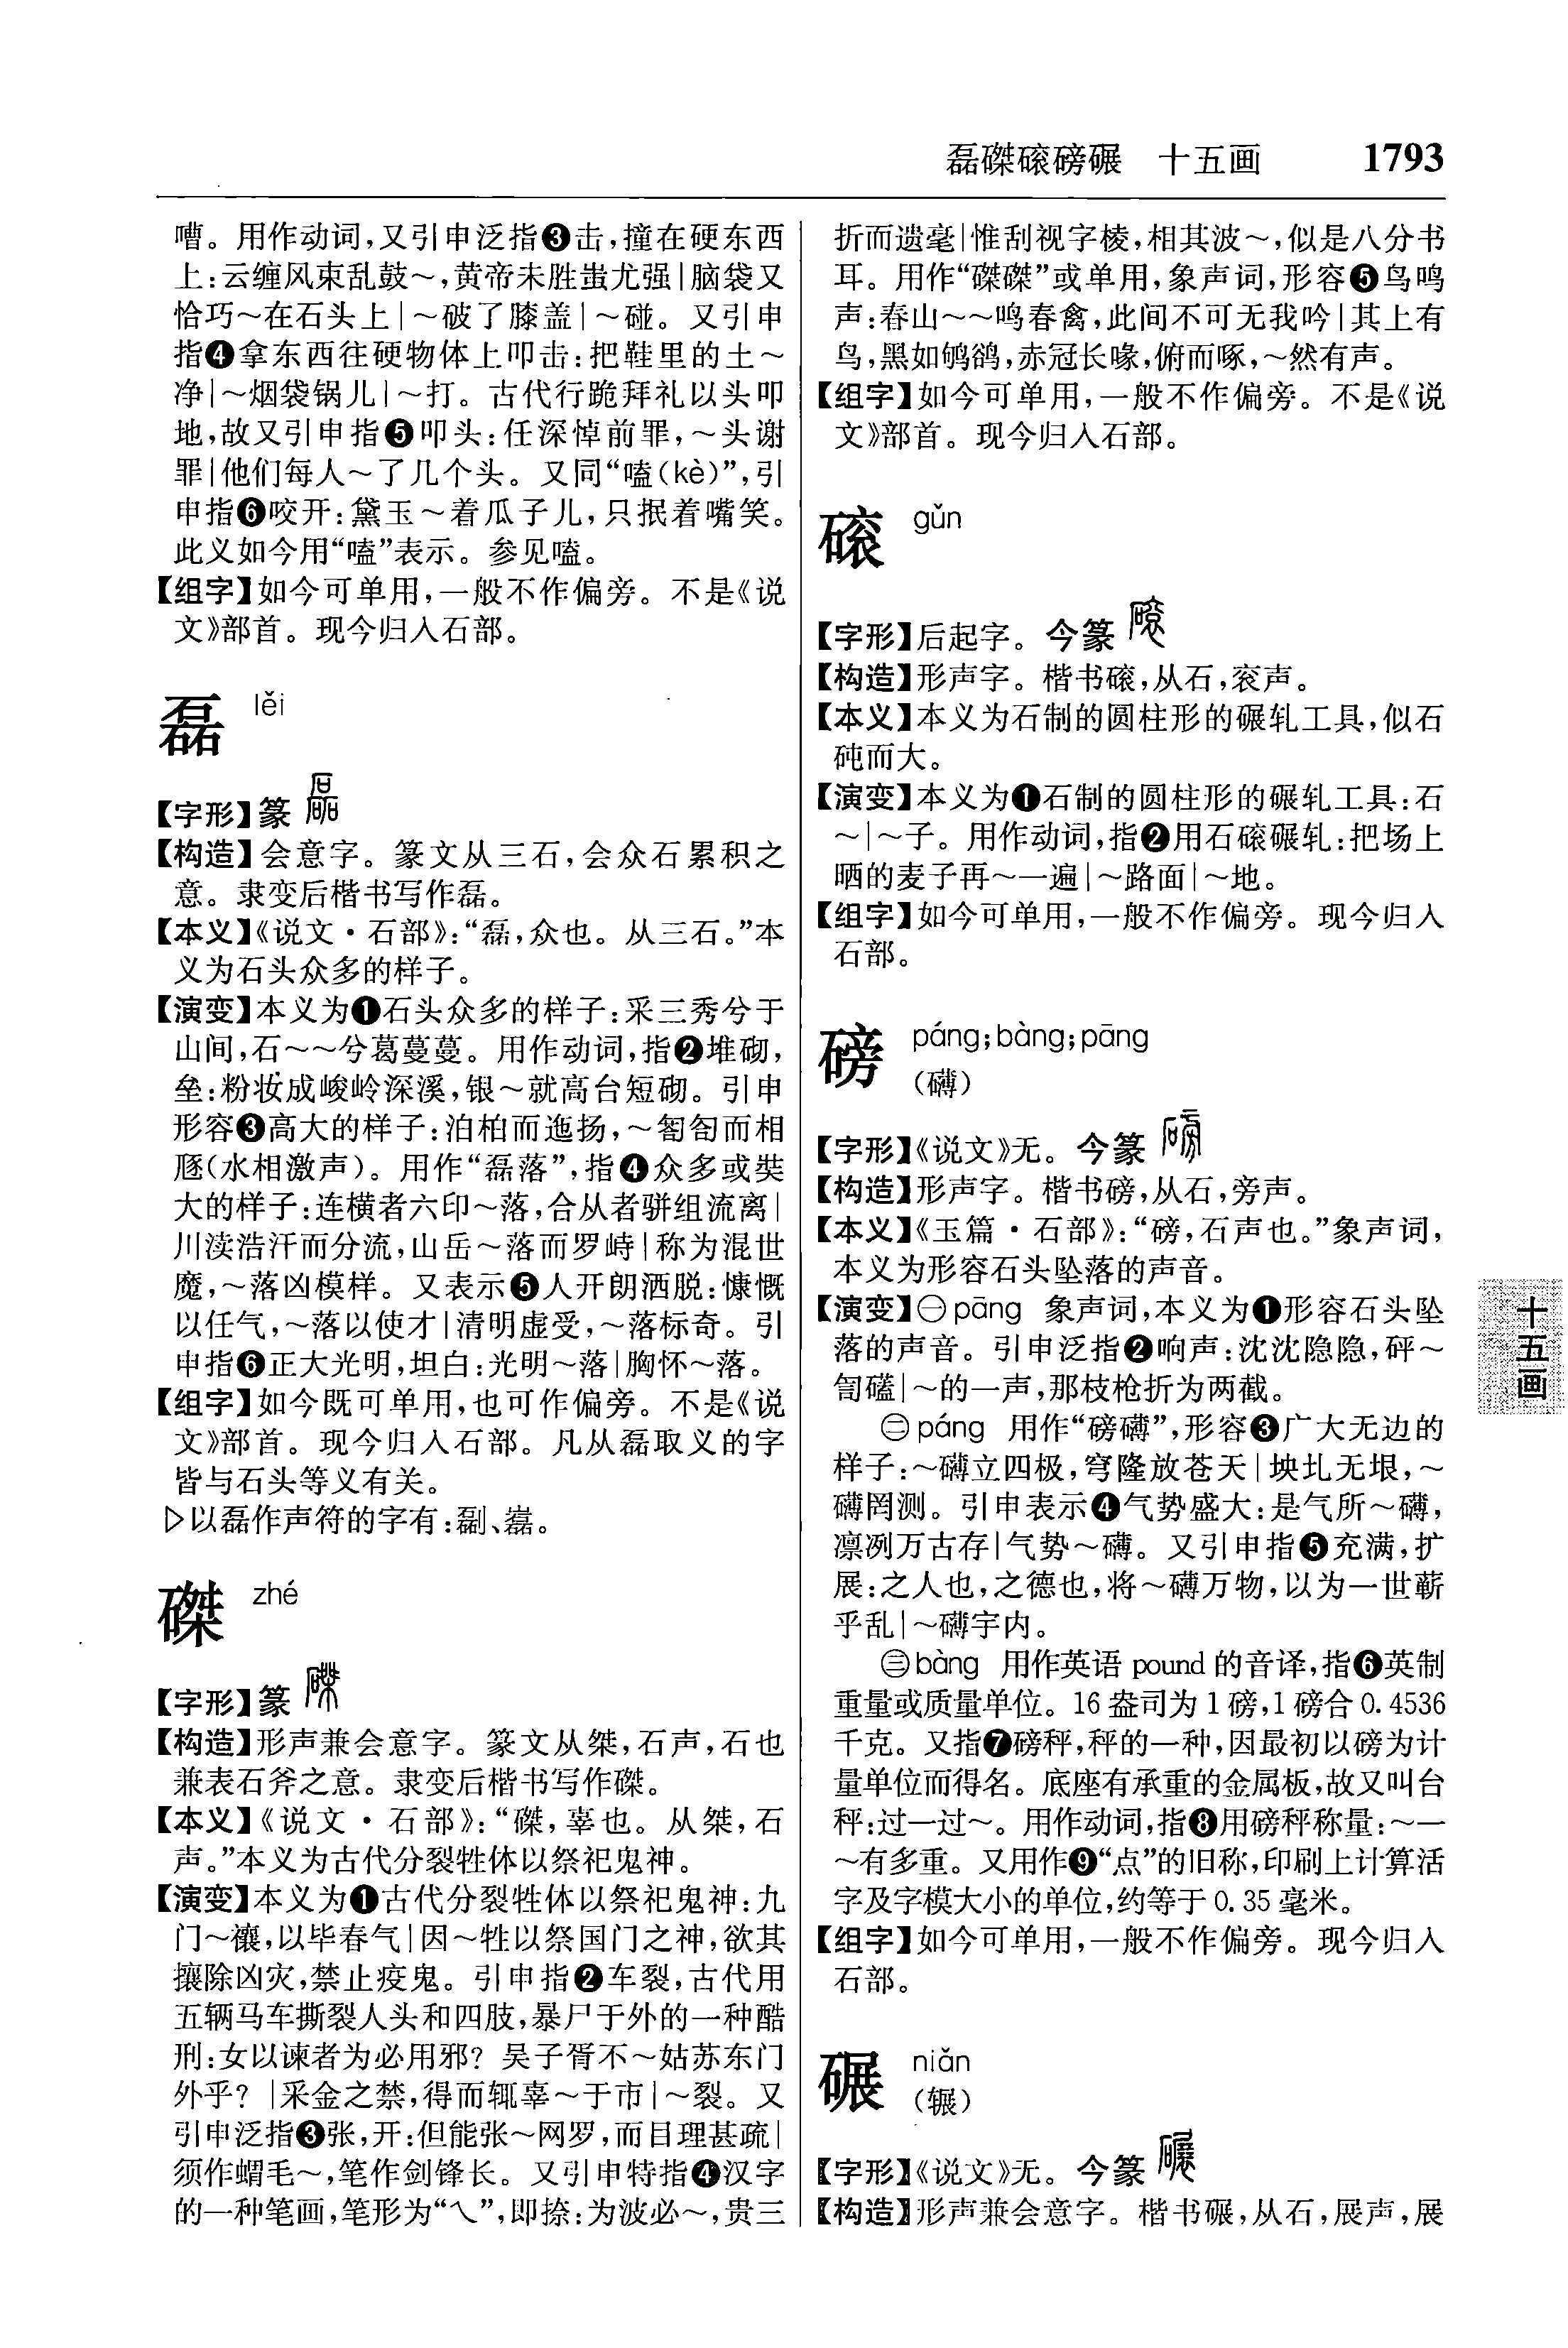 磊磔磙磅碾　十五画　1793
嘈。用作动词,又引申泛指❸击,撞在硬东西
上:云缠风束乱鼓～,黄帝未胜蚩尤强|脑袋又
恰巧～在石头上|～破了膝盖|～碰。又引申
指❹拿东西往硬物体上叩击:把鞋里的土～
净|～烟袋锅儿|～打。古代行跪拜礼以头叩
地,故又引申指❺叩头:任深悼前罪,～头谢
罪|他们每人～了几个头。又同“嗑(kè)”,引
申指❻咬开:黛玉～着瓜子儿,只抿着嘴笑。
此义如今用“嗑”表示。参见嗑。
【组字】如今可单用,一般不作偏旁。不是《说
文》部首。现今归入石部。
磊 lěi
【字形】篆
【构造】会意字。篆文从三石,会众石累积之
意。隶变后楷书写作磊。
【本义】《说文·石部》:“磊,众也。从三石。”本
义为石头众多的样子。
【演变】本义为❶石头众多的样子:采三秀兮于
山间,石～～兮葛蔓蔓。用作动词,指❷堆砌,
垒:粉妆成峻岭深溪,银～就高台短砌。引申
形容❸高大的样子:洎柏而迤扬,～匒匌而相
豗(水相激声)。用作“磊落”,指❹众多或奘
大的样子:连横者六印～落,合从者骈组流离|
川渎浩汗而分流,山岳～落而罗峙|称为混世
魔,～落凶模样。又表示❺人开朗洒脱:慷慨
以任气,～落以使才|清明虚受,～落标奇。引
申指❻正大光明,坦白:光明～落|胸怀～落。
【组字】如今既可单用,也可作偏旁。不是《说
文》部首。现今归入石部。凡从磊取义的字
皆与石头等义有关。
▷以磊作声符的字有:㔣、㠥。
磔 zhé
【字形】篆
【构造】形声兼会意字。篆文从桀,石声,石也
兼表石斧之意。隶变后楷书写作磔。
【本义】《说文·石部》:“磔,辜也。从桀,石
声。”本义为古代分裂牲体以祭祀鬼神。
【演变】本义为❶古代分裂牲体以祭祀鬼神:九
门～禳,以毕春气|因～牲以祭国门之神,欲其
攘除凶灾,禁止疫鬼。引申指❷车裂,古代用
五辆马车撕裂人头和四肢,暴尸于外的一种酷
刑:女以谏者为必用邪? 吴子胥不～姑苏东门
外乎? |采金之禁,得而辄辜～于市|～裂。又
引申泛指❸张,开:但能张～网罗,而目理甚疏|
须作蝟毛～,笔作剑锋长。又引申特指❹汉字
的一种笔画,笔形为“㇏”,即捺:为波必～,贵三
折而遗毫|惟刮视字棱,相其波～,似是八分书
耳。用作“磔磔”或单用,象声词,形容❺鸟鸣
声:春山～～鸣春禽,此间不可无我吟|其上有
鸟,黑如鸲鹆,赤冠长喙,俯而啄,～然有声。
【组字】如今可单用,一般不作偏旁。不是《说
文》部首。现今归入石部。
磙 gǔn
【字形】后起字。今篆
【构造】形声字。楷书磙,从石,衮声。
【本义】本义为石制的圆柱形的碾轧工具,似石
砘而大。
【演变】本义为❶石制的圆柱形的碾轧工具:石
～|～子。用作动词,指❷用石磙碾轧:把场上
晒的麦子再～一遍|～路面|～地。
【组字】如今可单用,一般不作偏旁。现今归入
石部。
磅 páng;bàng;pāng
(礴)
【字形】《说文》无。今篆
【构造】形声字。楷书磅,从石,旁声。
【本义】《玉篇·石部》:“磅,石声也。”象声词,
本义为形容石头坠落的声音。
【演变】㊀pāng 象声词,本义为❶形容石头坠
落的声音。引申泛指❷响声:沈沈隐隐,砰～
訇磕|～的一声,那枝枪折为两截。
㊁páng 用作“磅礴”,形容❸广大无边的
样子:～礴立四极,穹隆放苍天|坱圠无垠,～
礴罔测。引申表示❹气势盛大:是气所～礴,
凛冽万古存|气势～礴。又引申指❺充满,扩
展:之人也,之德也,将～礴万物,以为一世蕲
乎乱|～礴宇内。
㊂bàng 用作英语 pound 的音译,指❻英制
重量或质量单位。16 盎司为 1 磅,1 磅合 0.4536
千克。又指❼磅秤,秤的一种,因最初以磅为计
量单位而得名。底座有承重的金属板,故又叫台
秤:过一过～。用作动词,指❽用磅秤称量:～一
～有多重。又用作❾“点”的旧称,印刷上计算活
字及字模大小的单位,约等于 0.35 毫米。
【组字】如今可单用,一般不作偏旁。现今归入
石部。
碾 niǎn
(辗)
【字形】《说文》无。今篆
【构造】形声兼会意字。楷书碾,从石,展声,展
十五画